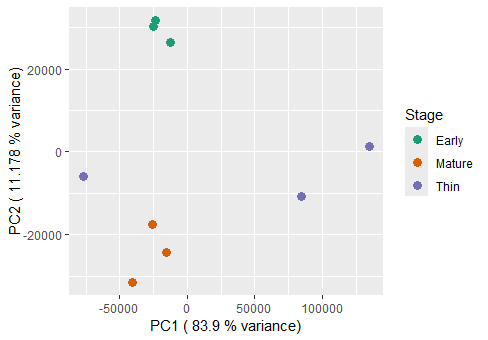 PC2 ( 11.178 % variance)
20000
0
-20000
-50000
0
50000
100000
PC1 ( 83.9 % variance)
Stage
Early
Mature
Thin